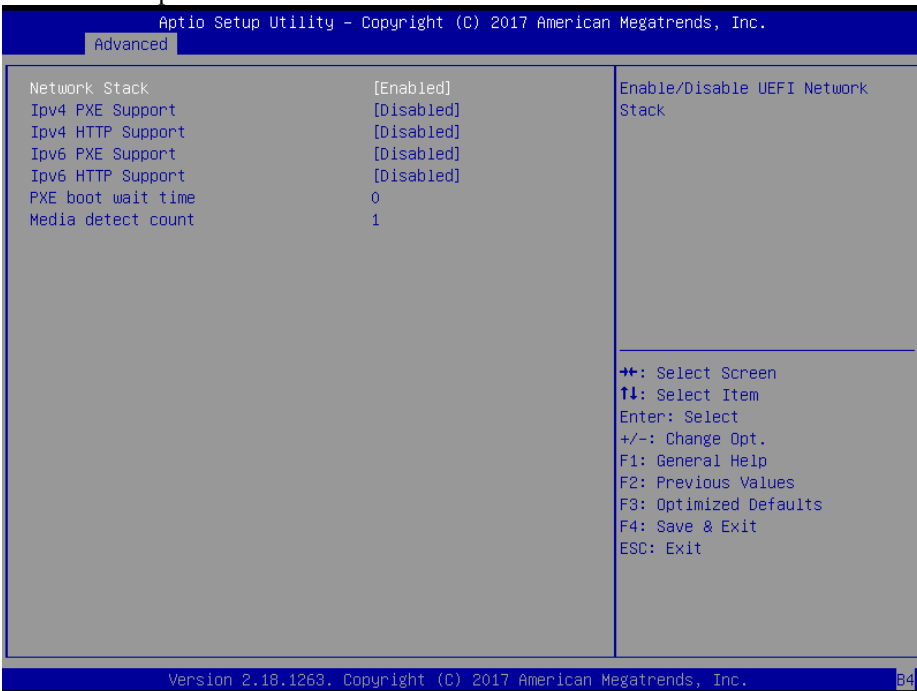 Aptio Setup Utility – Copyright (C) 2017 American Megatrends, Inc.
Advanced
Network Stack [Enabled]
Ipv4 PXE Support [Disabled]
Ipv4 HTTP Support [Disabled]
Ipv6 PXE Support [Disabled]
Ipv6 HTTP Support [Disabled]
PXE boot wait time 0
Media detect count 1
Enable/Disable UEFI Network
Stack
→←: Select Screen
↑↓: Select Item
Enter: Select
+/-: Change Opt.
F1: General Help
F2: Previous Values
F3: Optimized Defaults
F4: Save & Exit
ESC: Exit
Version 2.18.1263. Copyright (C) 2017 American Megatrends, Inc.
B4